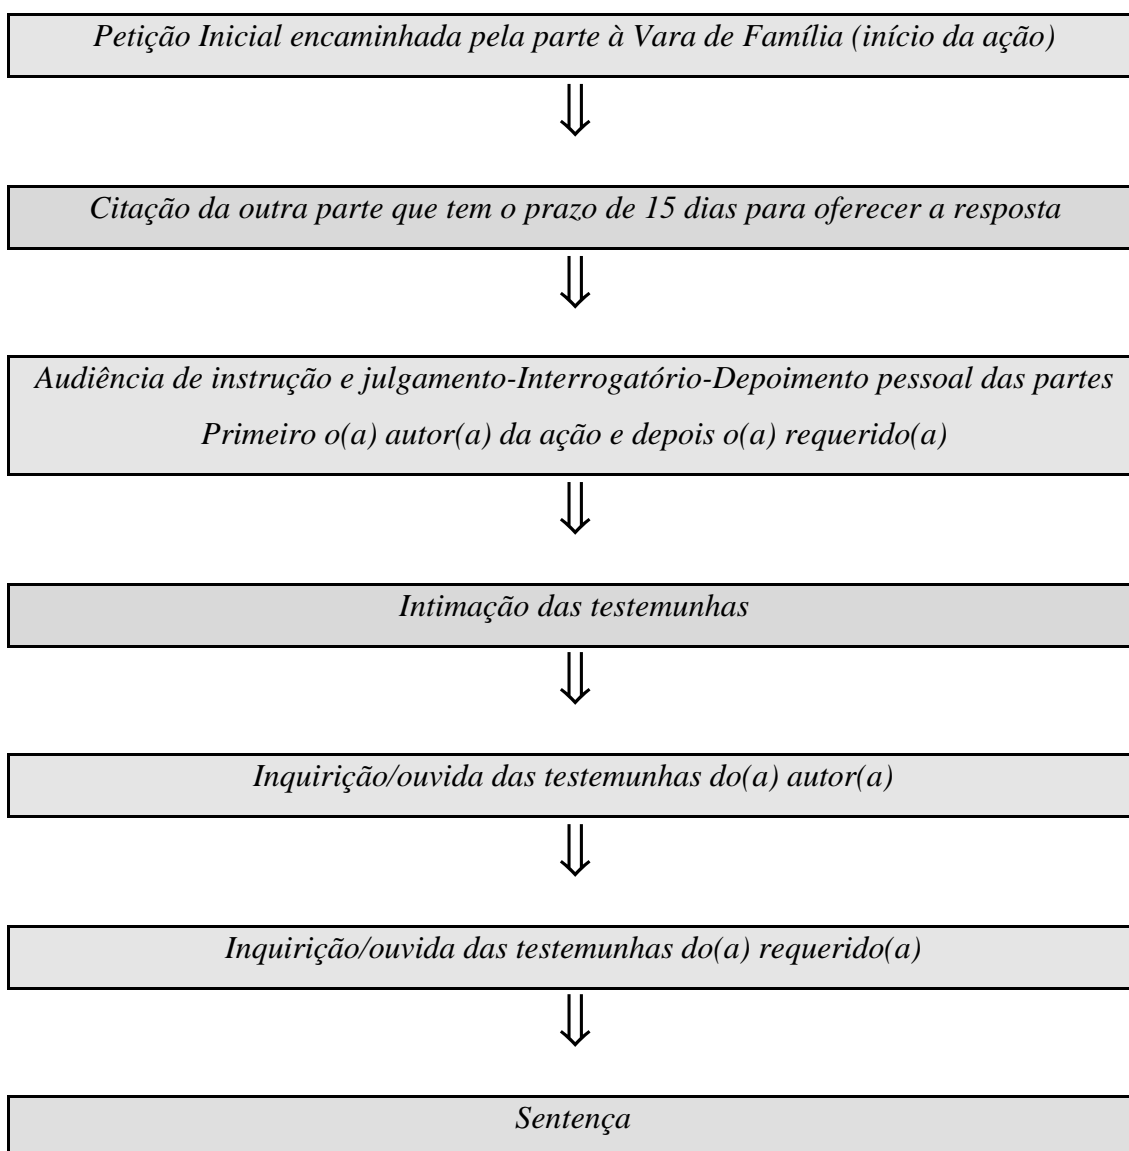 Petição Inicial encaminhada pela parte à Vara de Família (início da ação)
Citação da outra parte que tem o prazo de 15 dias para oferecer a resposta
Audiência de instrução e julgamento-Interrogatório-Depoimento pessoal das partes
Primeiro o(a) autor(a) da ação e depois o(a) requerido(a)
Intimação das testemunhas
Inquirição/ouvida das testemunhas do(a) autor(a)
Inquirição/ouvida das testemunhas do(a) requerido(a)
Sentença